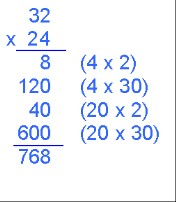 32
x 24
8 (4 x 2)
120 (4 x 30)
40 (20 x 2)
600 (20 x 30)
768